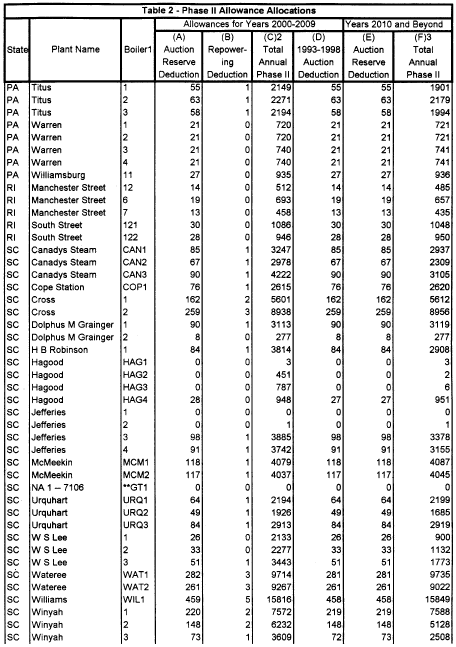 Table 2 - Phase II Allowance Allocations
Allowances for Years 2000-2009 Years 2010 and Beyond
(A) (B) (C)2 (D) (E) (F)3
State Plant Name Boiler1 Auction Reserve Deduction Repower-ing Deduction Total Annual Phase II 1993-1998 Auction Deduction Auction Reserve Deduction Total Annual Phase II
PA Titus 1 55 1 2149 55 55 1901
PA Titus 2 63 1 2271 63 63 2179
PA Titus 3 58 1 2194 58 58 1994
PA Warren 1 21 0 720 21 21 721
PA Warren 2 21 0 720 21 21 721
PA Warren 3 21 0 740 21 21 741
PA Warren 4 21 0 740 21 21 741
PA Williamsburg 11 27 0 935 27 27 936
RI Manchester Street 12 14 0 512 14 14 485
RI Manchester Street 6 19 0 693 19 19 657
RI Manchester Street 7 13 0 458 13 13 435
RI South Street 121 30 0 1086 30 30 1048
RI South Street 122 28 0 946 28 28 950
SC Canadys Steam CAN1 85 1 3247 85 85 2937
SC Canadys Steam CAN2 67 1 2978 67 67 2309
SC Canadys Steam CAN3 90 1 4222 90 90 3105
SC Cope Station COP1 76 1 2615 76 76 2620
SC Cross 1 162 2 5601 162 162 5612
SC Cross 2 259 3 8938 259 259 8956
SC Dolphus M Grainger 1 90 1 3113 90 90 3119
SC Dolphus M Grainger 2 8 0 277 8 8 277
SC H B Robinson 1 84 1 3814 84 84 2908
SC Hagood HAG1 0 0 3 0 0 3
SC Hagood HAG2 0 0 451 0 0 2
SC Hagood HAG3 0 0 787 0 0 6
SC Hagood HAG4 28 0 948 27 27 951
SC Jefferies 1 0 0 0 0 0 0
SC Jefferies 2 0 0 1 0 0 1
SC Jefferies 3 98 1 3885 98 98 3378
SC Jefferies 4 91 1 3742 91 91 3155
SC McMeekin MCM1 118 1 4079 118 118 4087
SC McMeekin MCM2 117 1 4037 117 117 4045
SC NA 1 -- 7106 **GT1 0 0 0 0 0 0
SC Urquhart URQ1 64 1 2194 64 64 2199
SC Urquhart URQ2 49 1 1926 49 49 1685
SC Urquhart URQ3 84 1 2913 84 84 2919
SC W S Lee 1 26 0 2133 26 26 900
SC W S Lee 2 33 0 2277 33 33 1132
SC W S Lee 3 51 1 3443 51 51 1773
SC Wateree WAT1 282 3 9714 281 281 9735
SC Wateree WAT2 261 3 9267 261 261 9022
SC Williams WIL1 459 5 15816 458 458 15849
SC Winyah 1 220 2 7572 219 219 7588
SC Winyah 2 148 2 6232 148 148 5128
SC Winyah 3 73 1 3609 72 73 2508